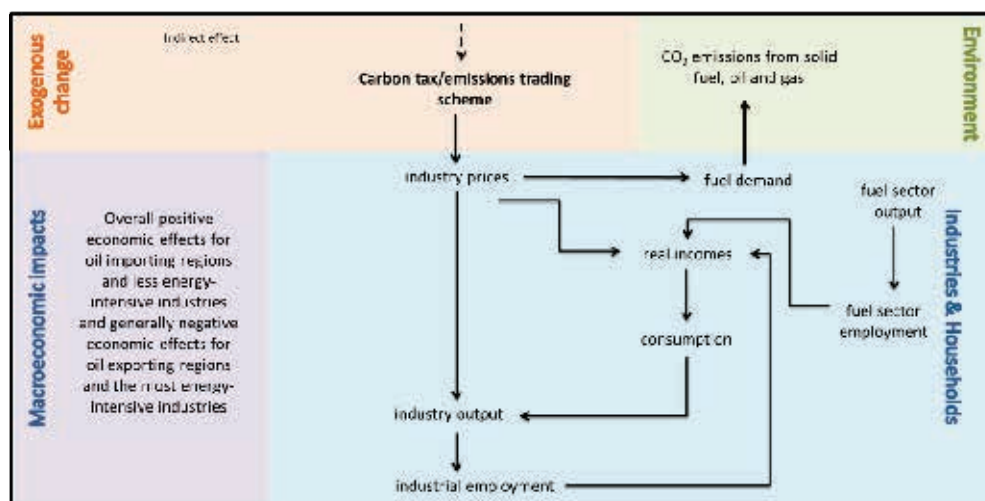 Exogenous
change
Indirect effect
Carbon tax/emissions trading
scheme
CO₂ emissions from solid
fuel, oil and gas
Environment
Macroeconomic impacts
Overall positive
economic effects for
oil importing regions
and less energy-
intensive industries
and generally negative
economic effects for
oil exporting regions
and the most energy-
intensive industries
industry prices
fuel demand
fuel sector
output
real incomes
fuel sector
employment
consumption
industry output
industrial employment
Industries & Households